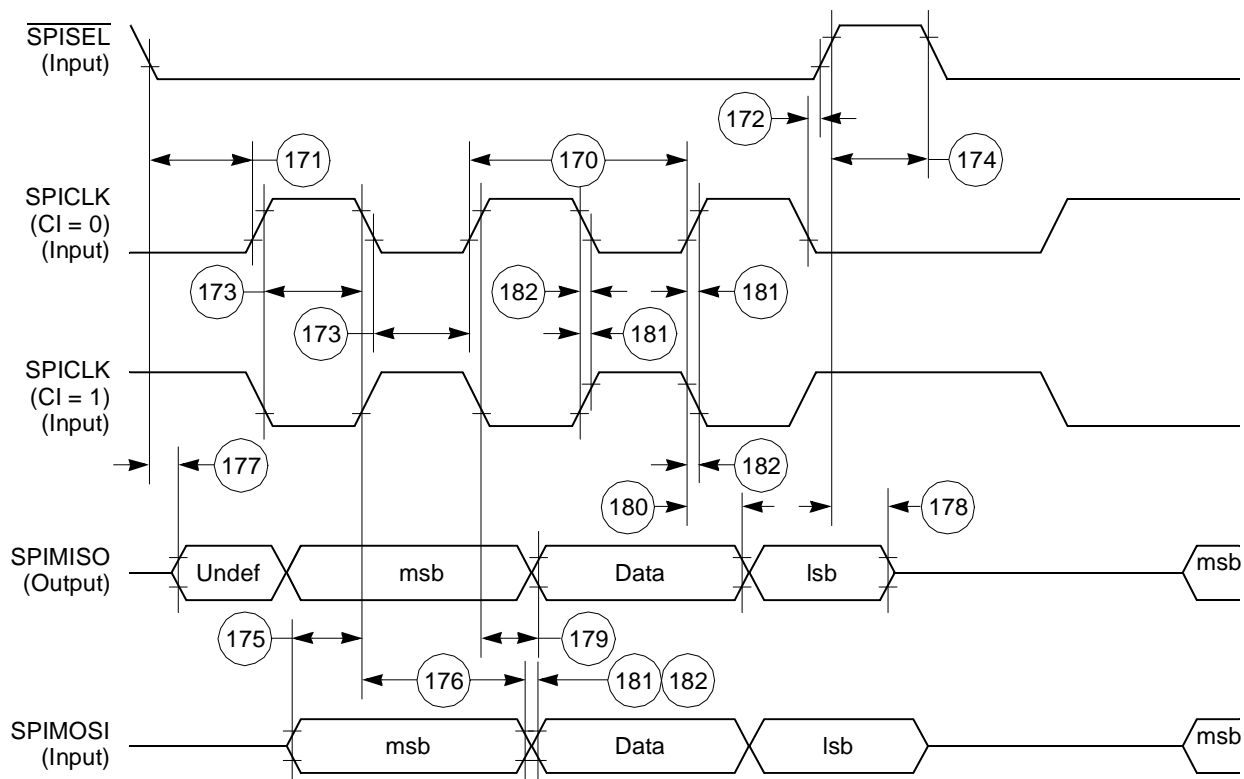 SPISEL
(Input)
172
171
170
174
SPICLK
(CI = 0)
(Input)
173
182
181
173
181
SPICLK
(CI = 1)
(Input)
177
182
180
178
SPIMISO
(Output)
Undef
msb
Data
lsb
msb
175
179
176
181
182
SPIMOSI
(Input)
msb
Data
lsb
msb